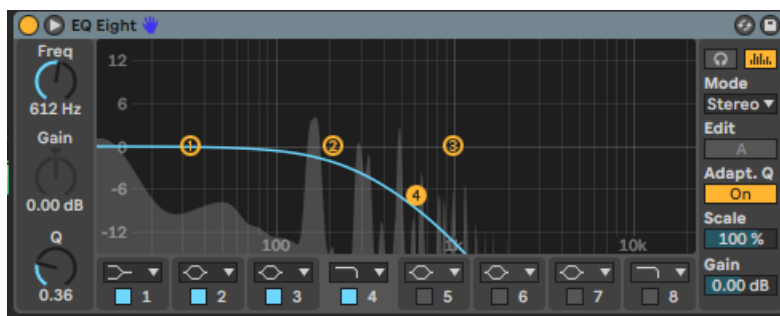 EQ Eight
Freq
612 Hz
Gain
0.00 dB
Q
0.36
12
6
0
-6
-12
100
1k
10k
1
2
3
4
Mode
Stereo
Edit
A
Adapt. Q
On
Scale
100 %
Gain
0.00 dB
1
2
3
4
5
6
7
8